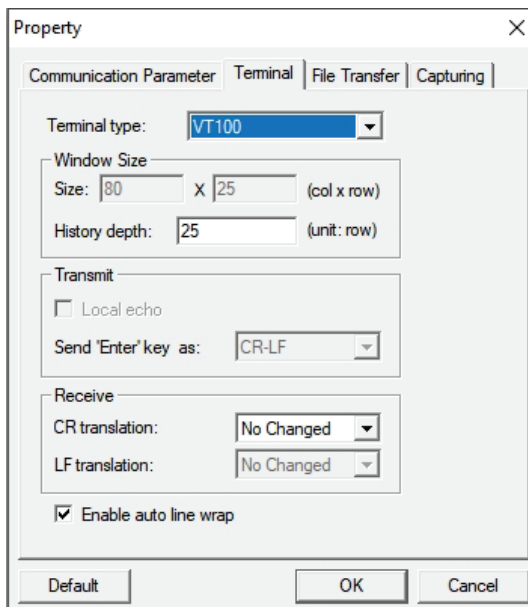 Property
Communication Parameter Terminal File Transfer Capturing
Terminal type: VT100
Window Size
Size: 80 X 25 (col x row)
History depth: 25 (unit: row)
Transmit
Local echo
Send 'Enter' key as: CR-LF
Receive
CR translation: No Changed
LF translation: No Changed
Enable auto line wrap
Default OK Cancel